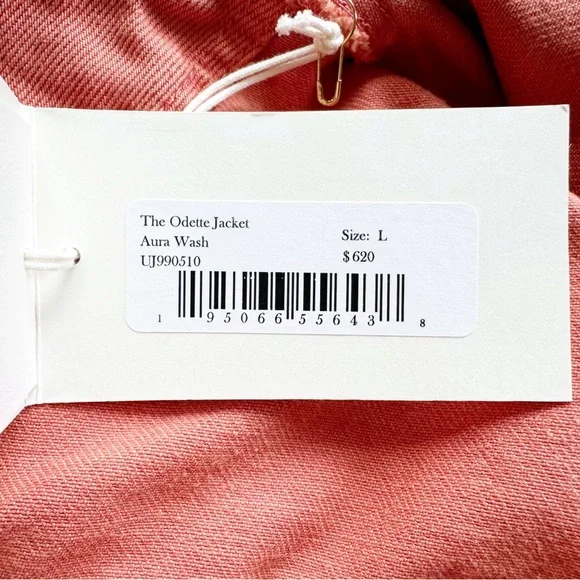 The Odette Jacket
Aura Wash
Size: L
UJ990510
$620
1 95066 55643 8